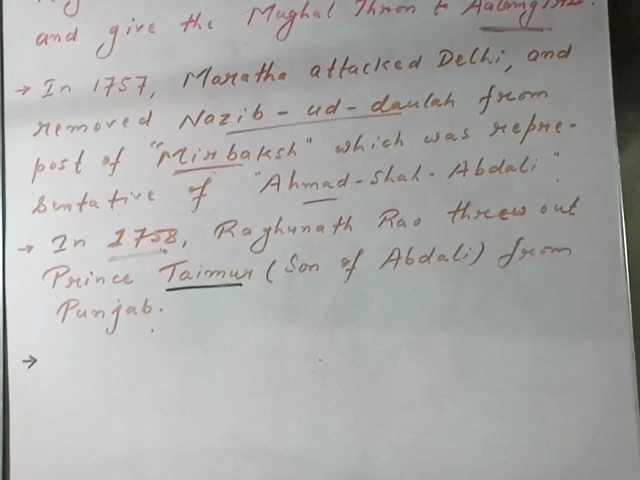 and give the Mughal Thron to
→ In 1757, Maratha attacked Delhi, and
removed Nazib-ud-daulah from
post of "Mirbaksh" which was repre-
sentative of "Ahmad-Shah-Abdali".
→ In 1758, Raghunath Rao threw out
Prince Taimur (Son of Abdali) from
Punjab.
→